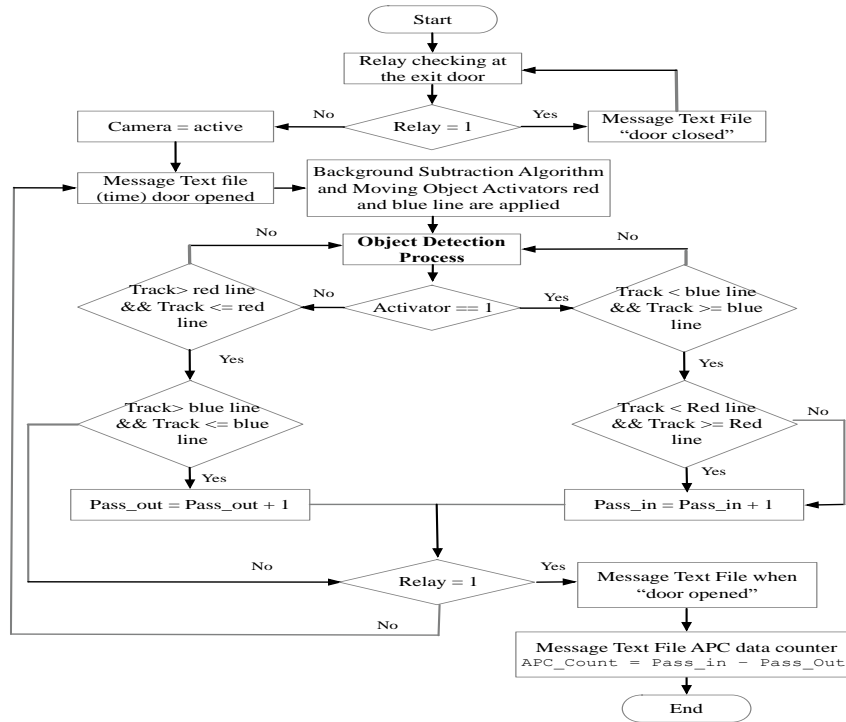 Start
Relay checking at
the exit door
No
Yes
Camera = active
Relay = 1
Message Text File
“door closed”
Message Text file
(time) door opened
Background Subtraction Algorithm
and Moving Object Activators red
and blue line are applied
No
Object Detection
Process
No
Track> red line
&& Track <= red
line
No
Activator == 1
Yes
Track < blue line
&& Track >= blue
line
Yes
Yes
Track> blue line
&& Track <= blue
line
Track < Red line
&& Track >= Red
line
No
Yes
Yes
Pass_out = Pass_out + 1
Pass_in = Pass_in + 1
No
Relay = 1
Yes
Message Text File when
“door opened”
No
Message Text File APC data counter
APC_Count = Pass_in – Pass_Out
End